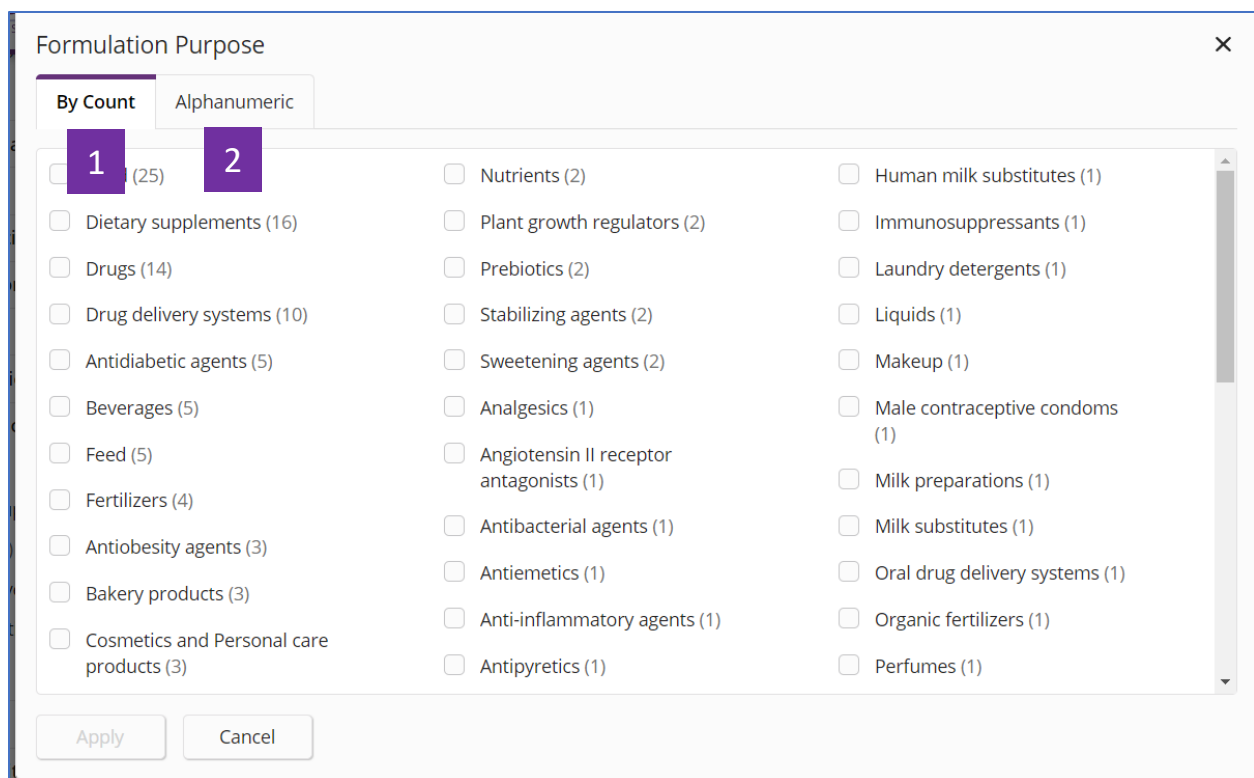 Formulation Purpose
By Count
Alphanumeric
1
2
(25)
Dietary supplements (16)
Drugs (14)
Drug delivery systems (10)
Antidiabetic agents (5)
Beverages (5)
Feed (5)
Fertilizers (4)
Antiobesity agents (3)
Bakery products (3)
Cosmetics and Personal care
products (3)
Nutrients (2)
Plant growth regulators (2)
Prebiotics (2)
Stabilizing agents (2)
Sweetening agents (2)
Analgesics (1)
Angiotensin II receptor
antagonists (1)
Antibacterial agents (1)
Antiemetics (1)
Anti-inflammatory agents (1)
Antipyretics (1)
Human milk substitutes (1)
Immunosuppressants (1)
Laundry detergents (1)
Liquids (1)
Makeup (1)
Male contraceptive condoms
(1)
Milk preparations (1)
Milk substitutes (1)
Oral drug delivery systems (1)
Organic fertilizers (1)
Perfumes (1)
Apply
Cancel